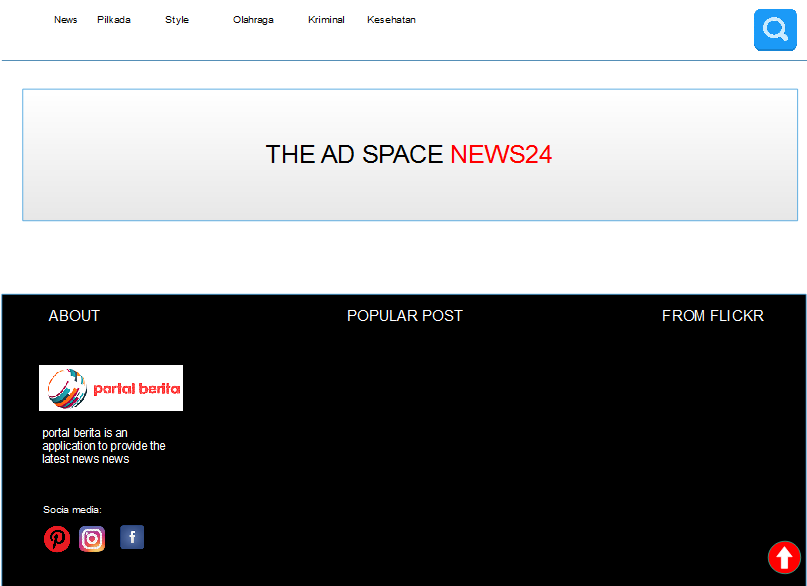 News Pilkada Style Olahraga Kriminal Kesehatan
THE AD SPACE NEWS24
ABOUT POPULAR POST FROM FLICKR
portal berita
portal berita is an
application to provide the
latest news news
Socia media: